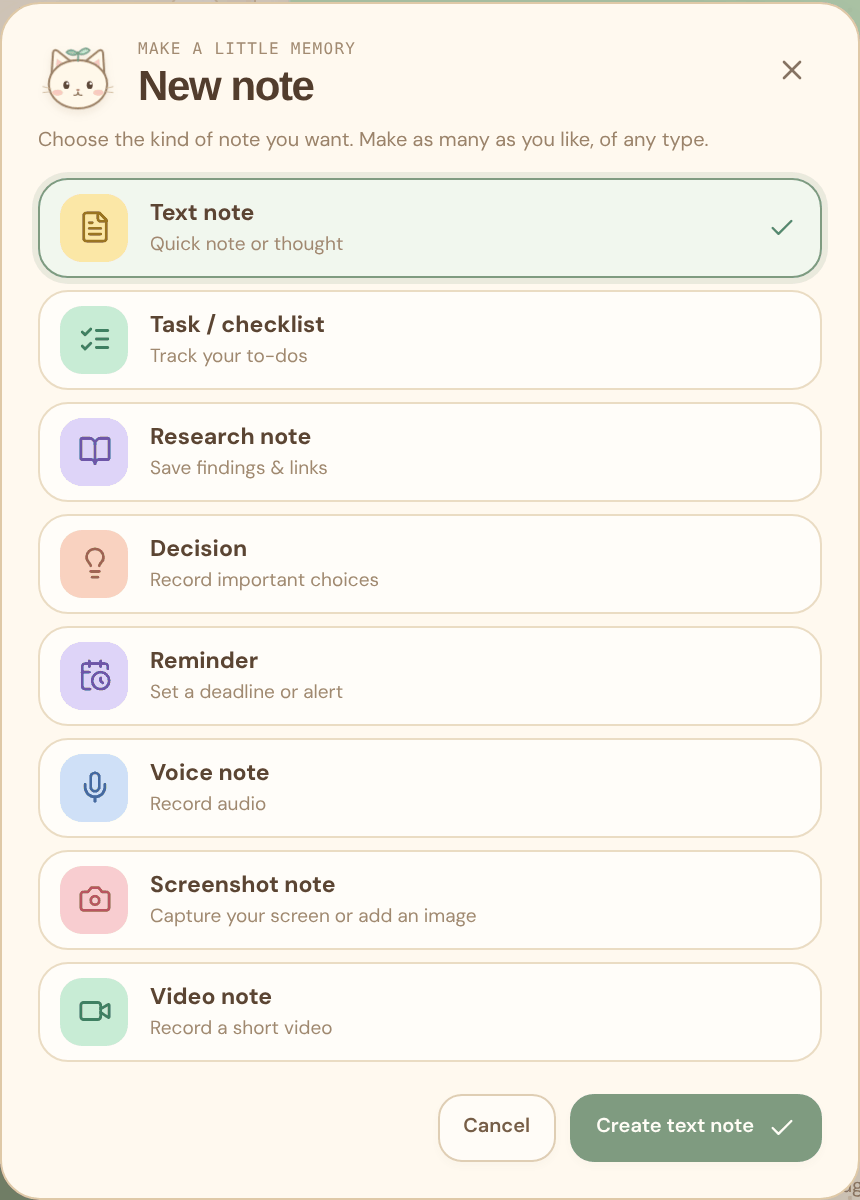 MAKE A LITTLE MEMORY
New note
Choose the kind of note you want. Make as many as you like, of any type.
Text note
Quick note or thought
Task / checklist
Track your to-dos
Research note
Save findings & links
Decision
Record important choices
Reminder
Set a deadline or alert
Voice note
Record audio
Screenshot note
Capture your screen or add an image
Video note
Record a short video
Cancel
Create text note